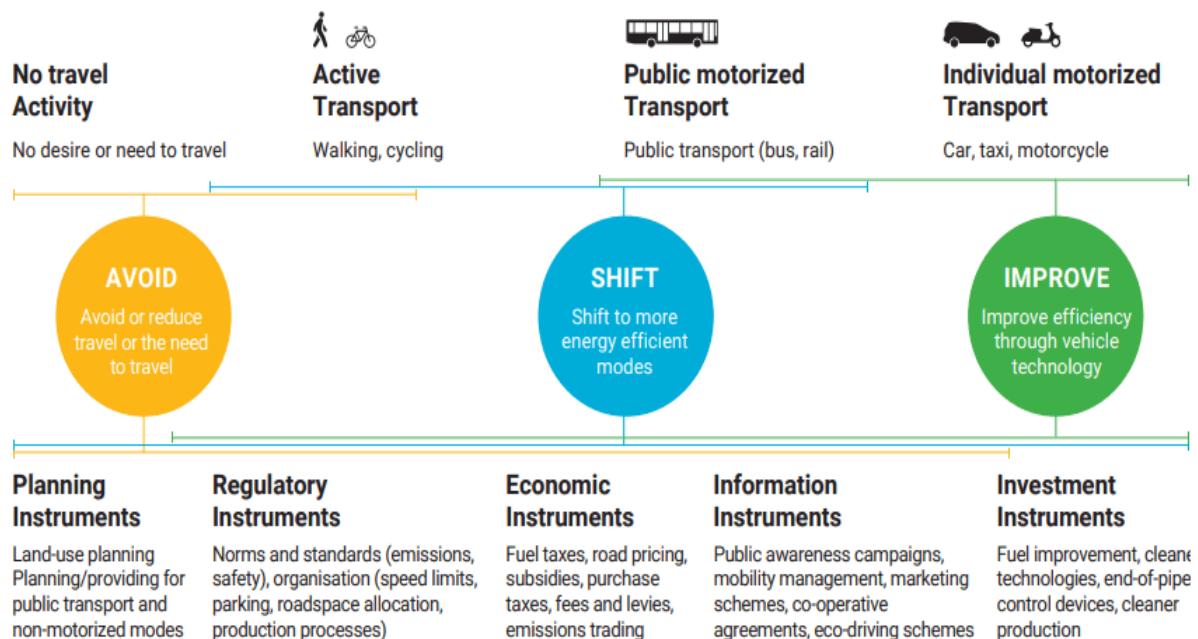 No travel
Activity
No desire or need to travel
Active
Transport
Walking, cycling
Public motorized
Transport
Public transport (bus, rail)
Individual motorized
Transport
Car, taxi, motorcycle
AVOID
Avoid or reduce
travel or the need
to travel
SHIFT
Shift to more
energy efficient
modes
IMPROVE
Improve efficiency
through vehicle
technology
Planning
Instruments
Land-use planning
Planning/providing for
public transport and
non-motorized modes
Regulatory
Instruments
Norms and standards (emissions,
safety), organisation (speed limits,
parking, roadspace allocation,
production processes)
Economic
Instruments
Fuel taxes, road pricing,
subsidies, purchase
taxes, fees and levies,
emissions trading
Information
Instruments
Public awareness campaigns,
mobility management, marketing
schemes, co-operative
agreements, eco-driving schemes
Investment
Instruments
Fuel improvement, cleane
technologies, end-of-pipe
control devices, cleaner
production